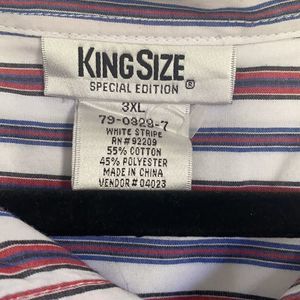 KINGSIZE
SPECIAL EDITION ®
3XL
79-0329-7
WHITE STRIPE
RN# 92209
55% COTTON
45% POLYESTER
MADE IN CHINA
VENDOR# 04023